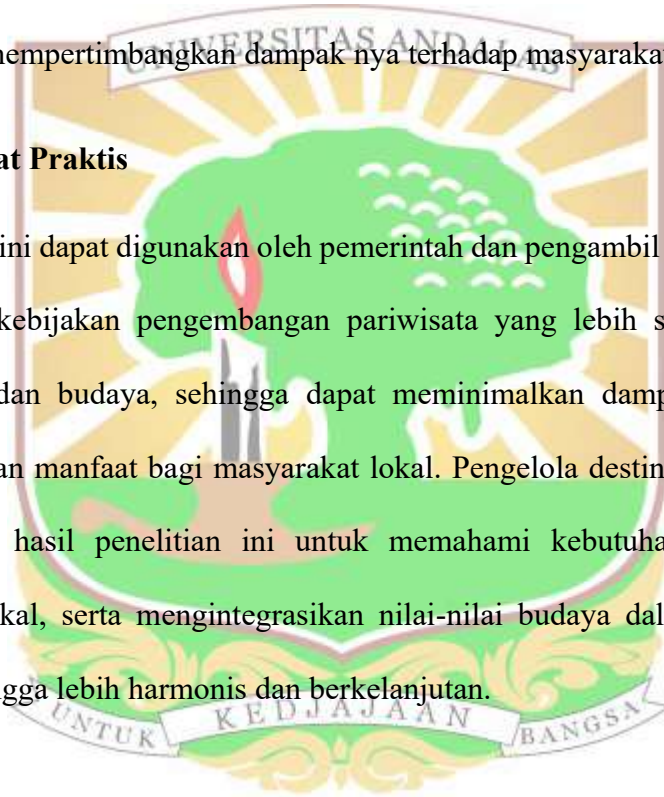 UNIVERSITAS ANDALAS
mempertimbangkan dampak nya terhadap masyaraka
at Praktis
ini dapat digunakan oleh pemerintah dan pengambil
kebijakan pengembangan pariwisata yang lebih s
dan budaya, sehingga dapat meminimalkan damp
an manfaat bagi masyarakat lokal. Pengelola destin
hasil penelitian ini untuk memahami kebutuha
kal, serta mengintegrasikan nilai-nilai budaya dal
ngga lebih harmonis dan berkelanjutan.
UNTUK KEDJAJAAN BANGSA